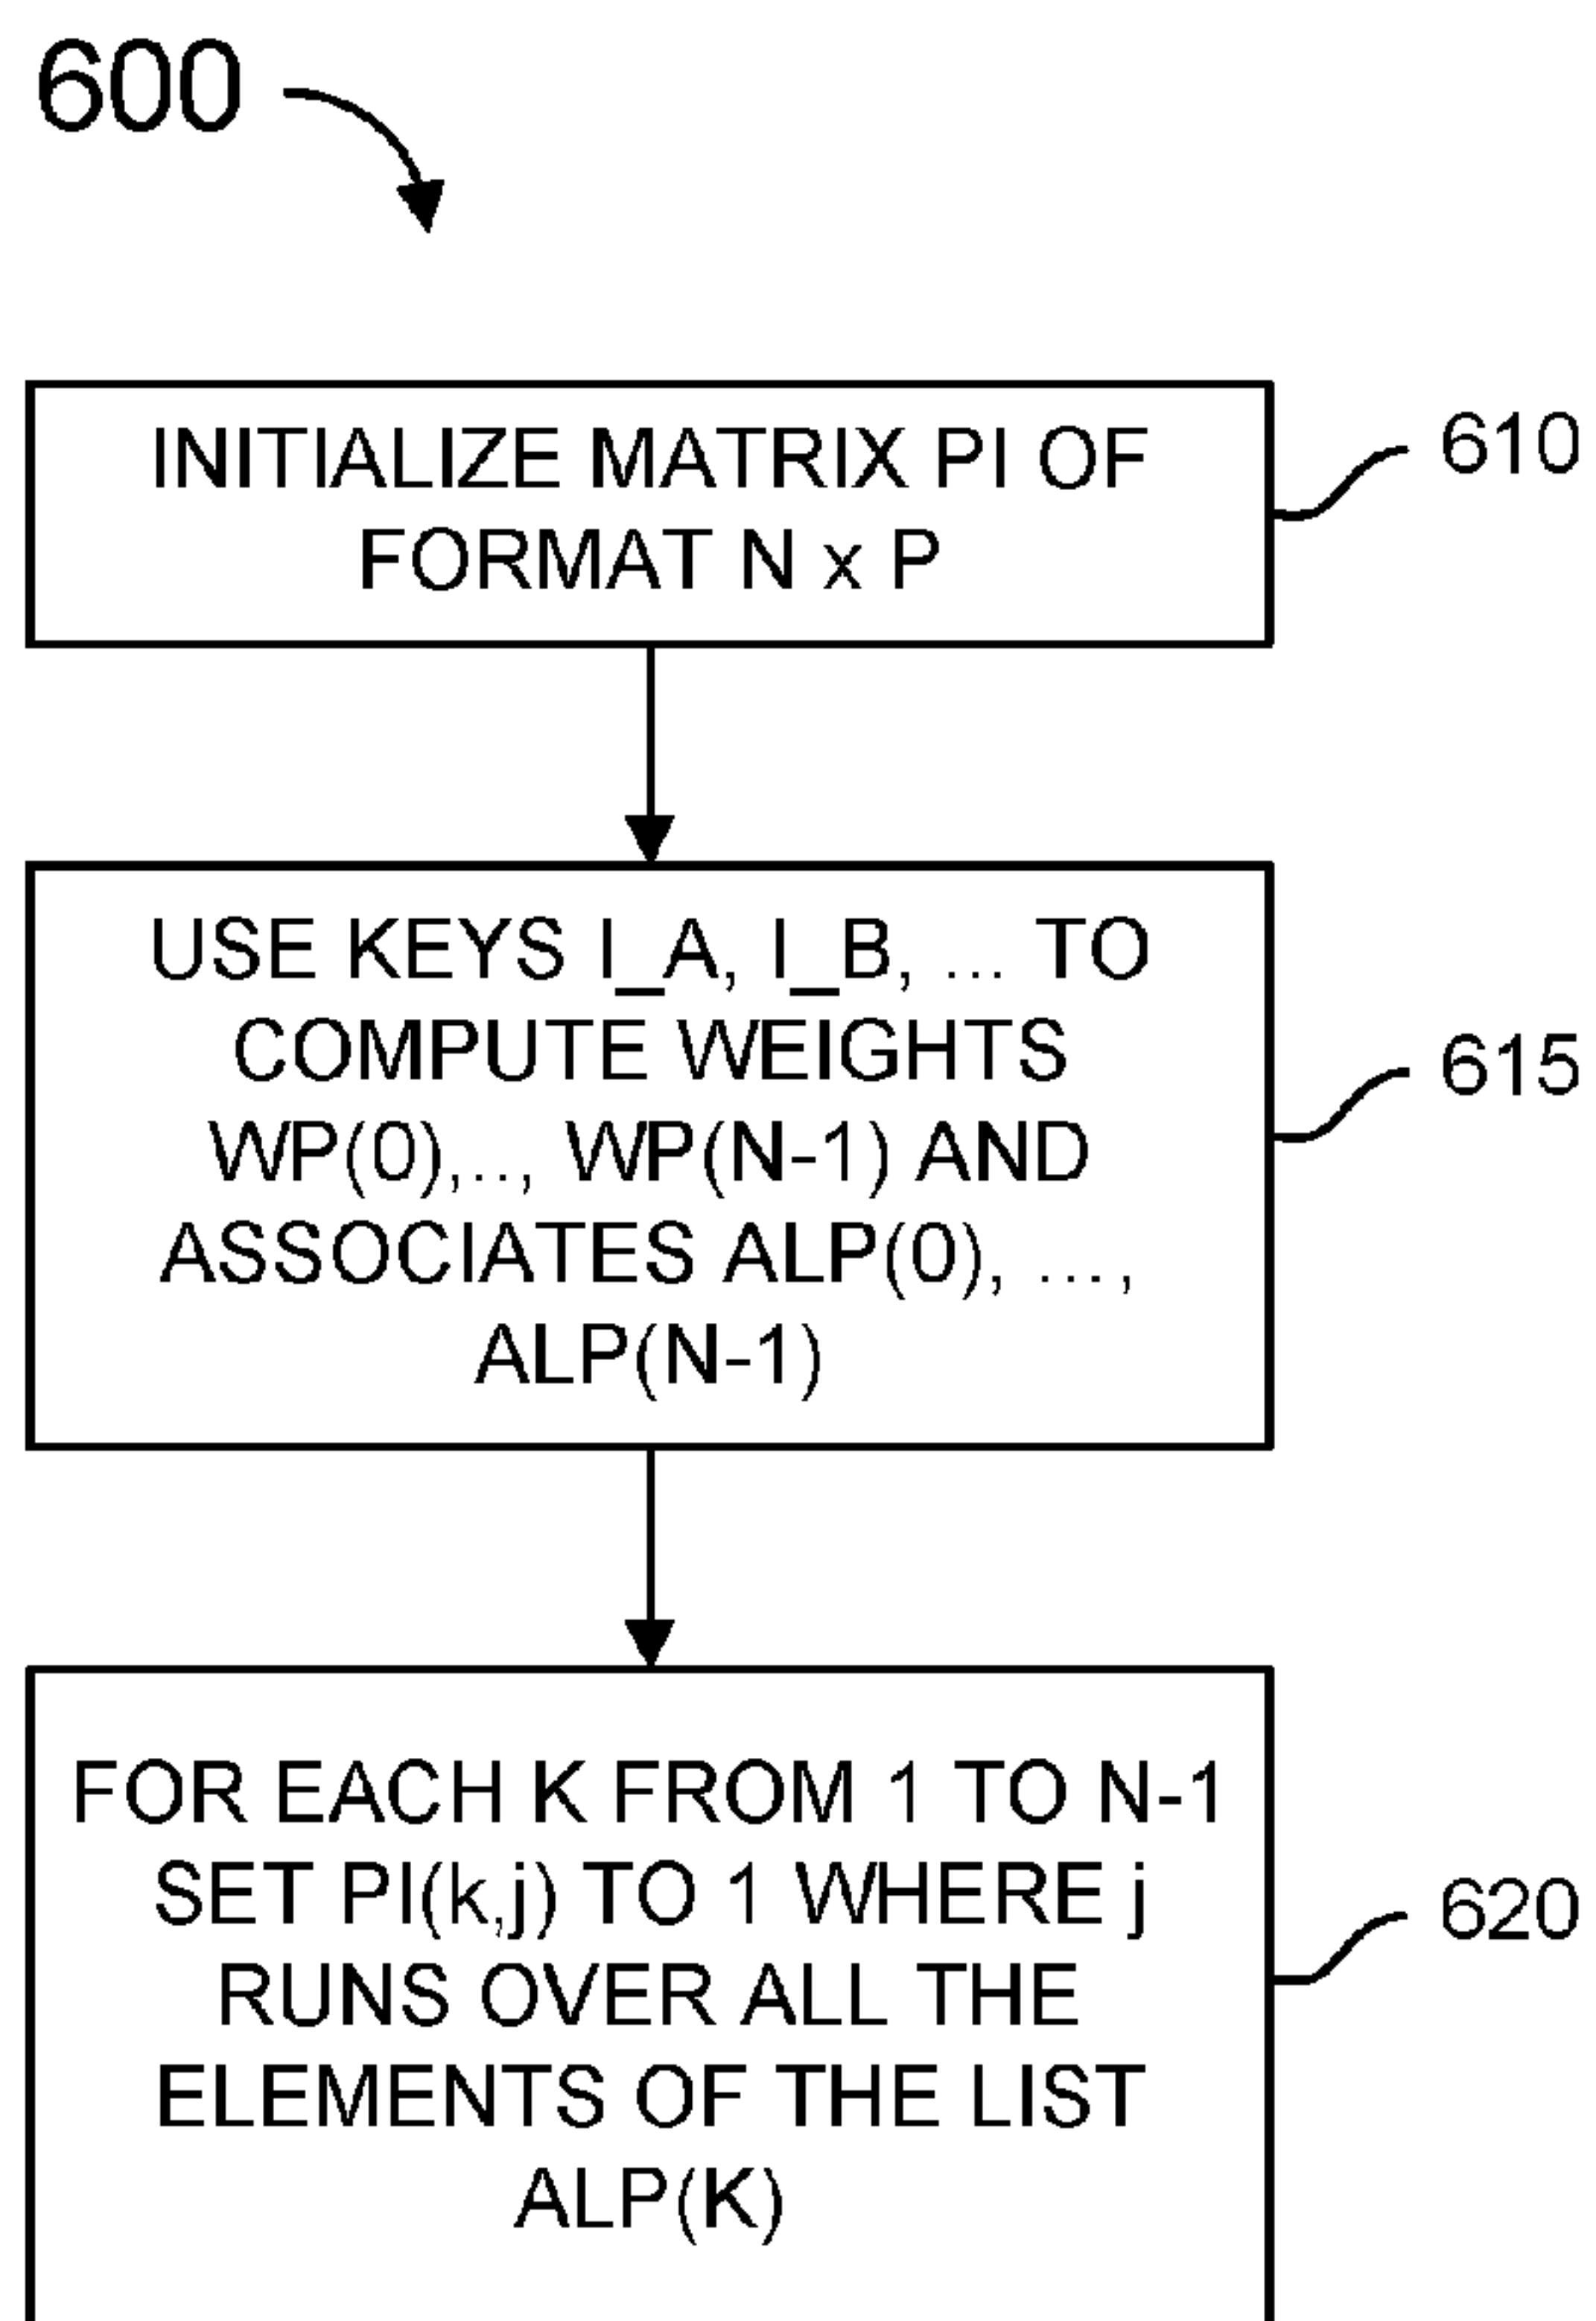 600
INITIALIZE MATRIX PI OF
FORMAT N x P
610
USE KEYS I_A, I_B, ... TO
COMPUTE WEIGHTS
WP(0),.., WP(N-1) AND
ASSOCIATES ALP(0), ...,
ALP(N-1)
615
FOR EACH K FROM 1 TO N-1
SET PI(k,j) TO 1 WHERE j
RUNS OVER ALL THE
ELEMENTS OF THE LIST
ALP(K)
620